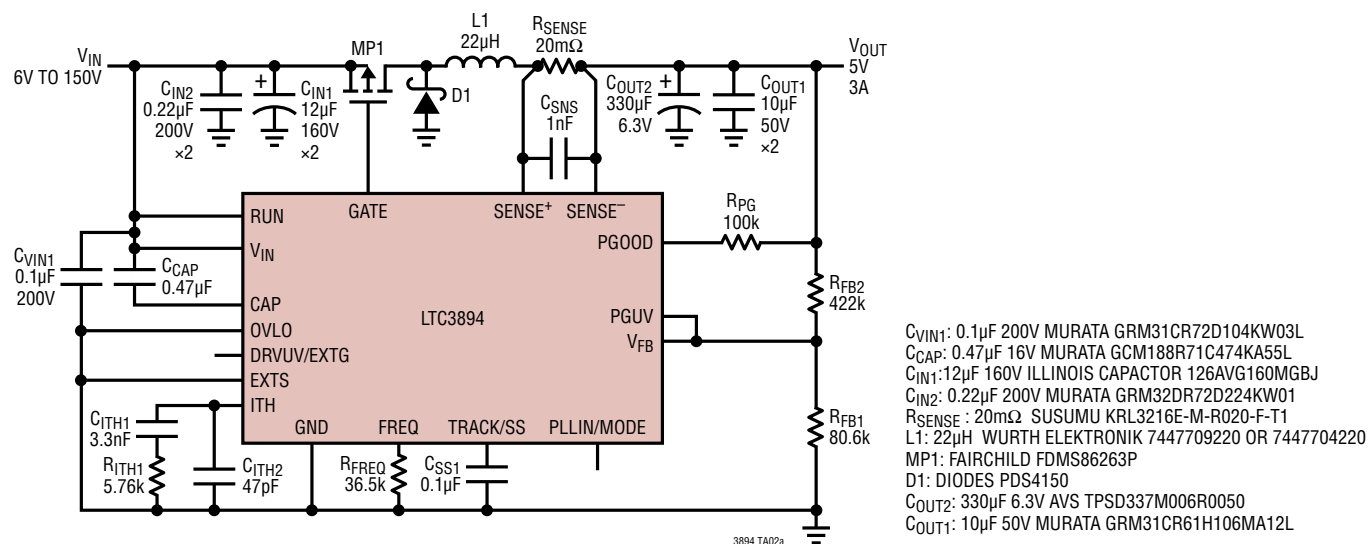 L1
22µH
RSENSE
20mΩ
MP1
VIN
6V TO 150V
VOUT
5V
3A
CIN2
0.22µF
200V
×2
+
CIN1
12µF
160V
×2
D1
CSNS
1nF
COUT2
330µF
6.3V
+
COUT1
10µF
50V
×2
RUN
GATE
SENSE+
SENSE–
VIN
PGOOD
RPG
100k
CVIN1
0.1µF
200V
CCAP
0.47µF
CAP
OVLO
DRVUV/EXTG
EXTS
ITH
LTC3894
PGUV
VFB
RFB2
422k
GND
FREQ
TRACK/SS
PLLIN/MODE
CITH1
3.3nF
RITH1
5.76k
CITH2
47pF
RFREQ
36.5k
CSS1
0.1µF
RFB1
80.6k
3894 TA02a
CVIN1: 0.1µF 200V MURATA GRM31CR72D104KW03L
CCAP: 0.47µF 16V MURATA GCM188R71C474KA55L
CIN1:12µF 160V ILLINOIS CAPACTOR 126AVG160MGBJ
CIN2: 0.22µF 200V MURATA GRM32DR72D224KW01
RSENSE : 20mΩ SUSUMU KRL3216E-M-R020-F-T1
L1: 22µH WURTH ELEKTRONIK 7447709220 OR 7447704220
MP1: FAIRCHILD FDMS86263P
D1: DIODES PDS4150
COUT2: 330µF 6.3V AVS TPSD337M006R0050
COUT1: 10µF 50V MURATA GRM31CR61H106MA12L